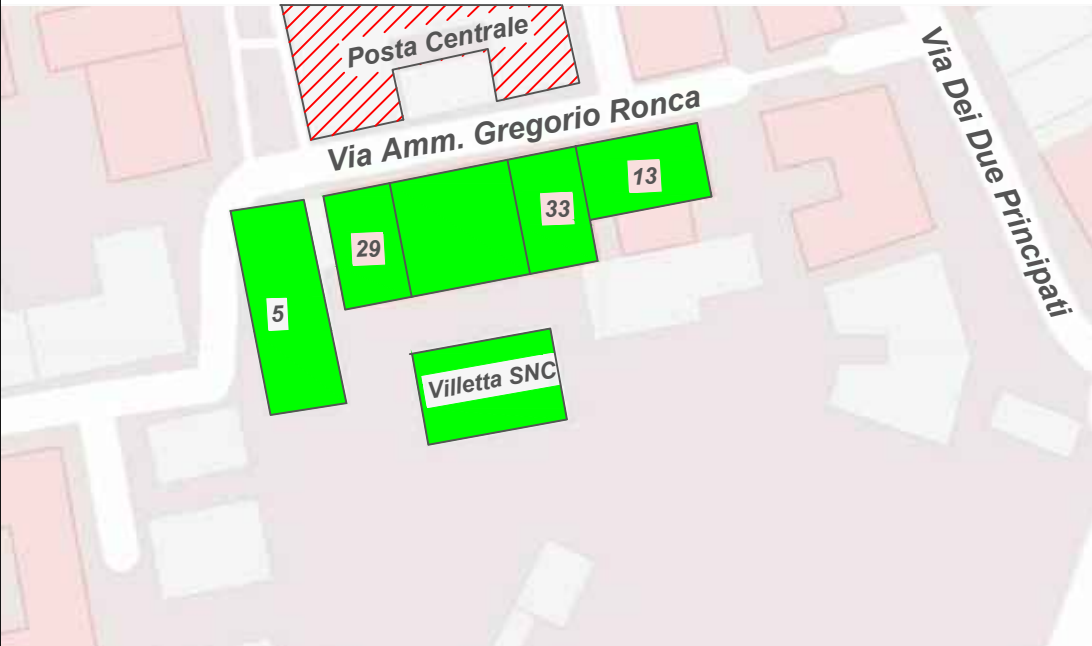 Posta Centrale
Via Amm. Gregorio Ronca
Via Dei Due Principati
13
33
29
5
Villetta SNC